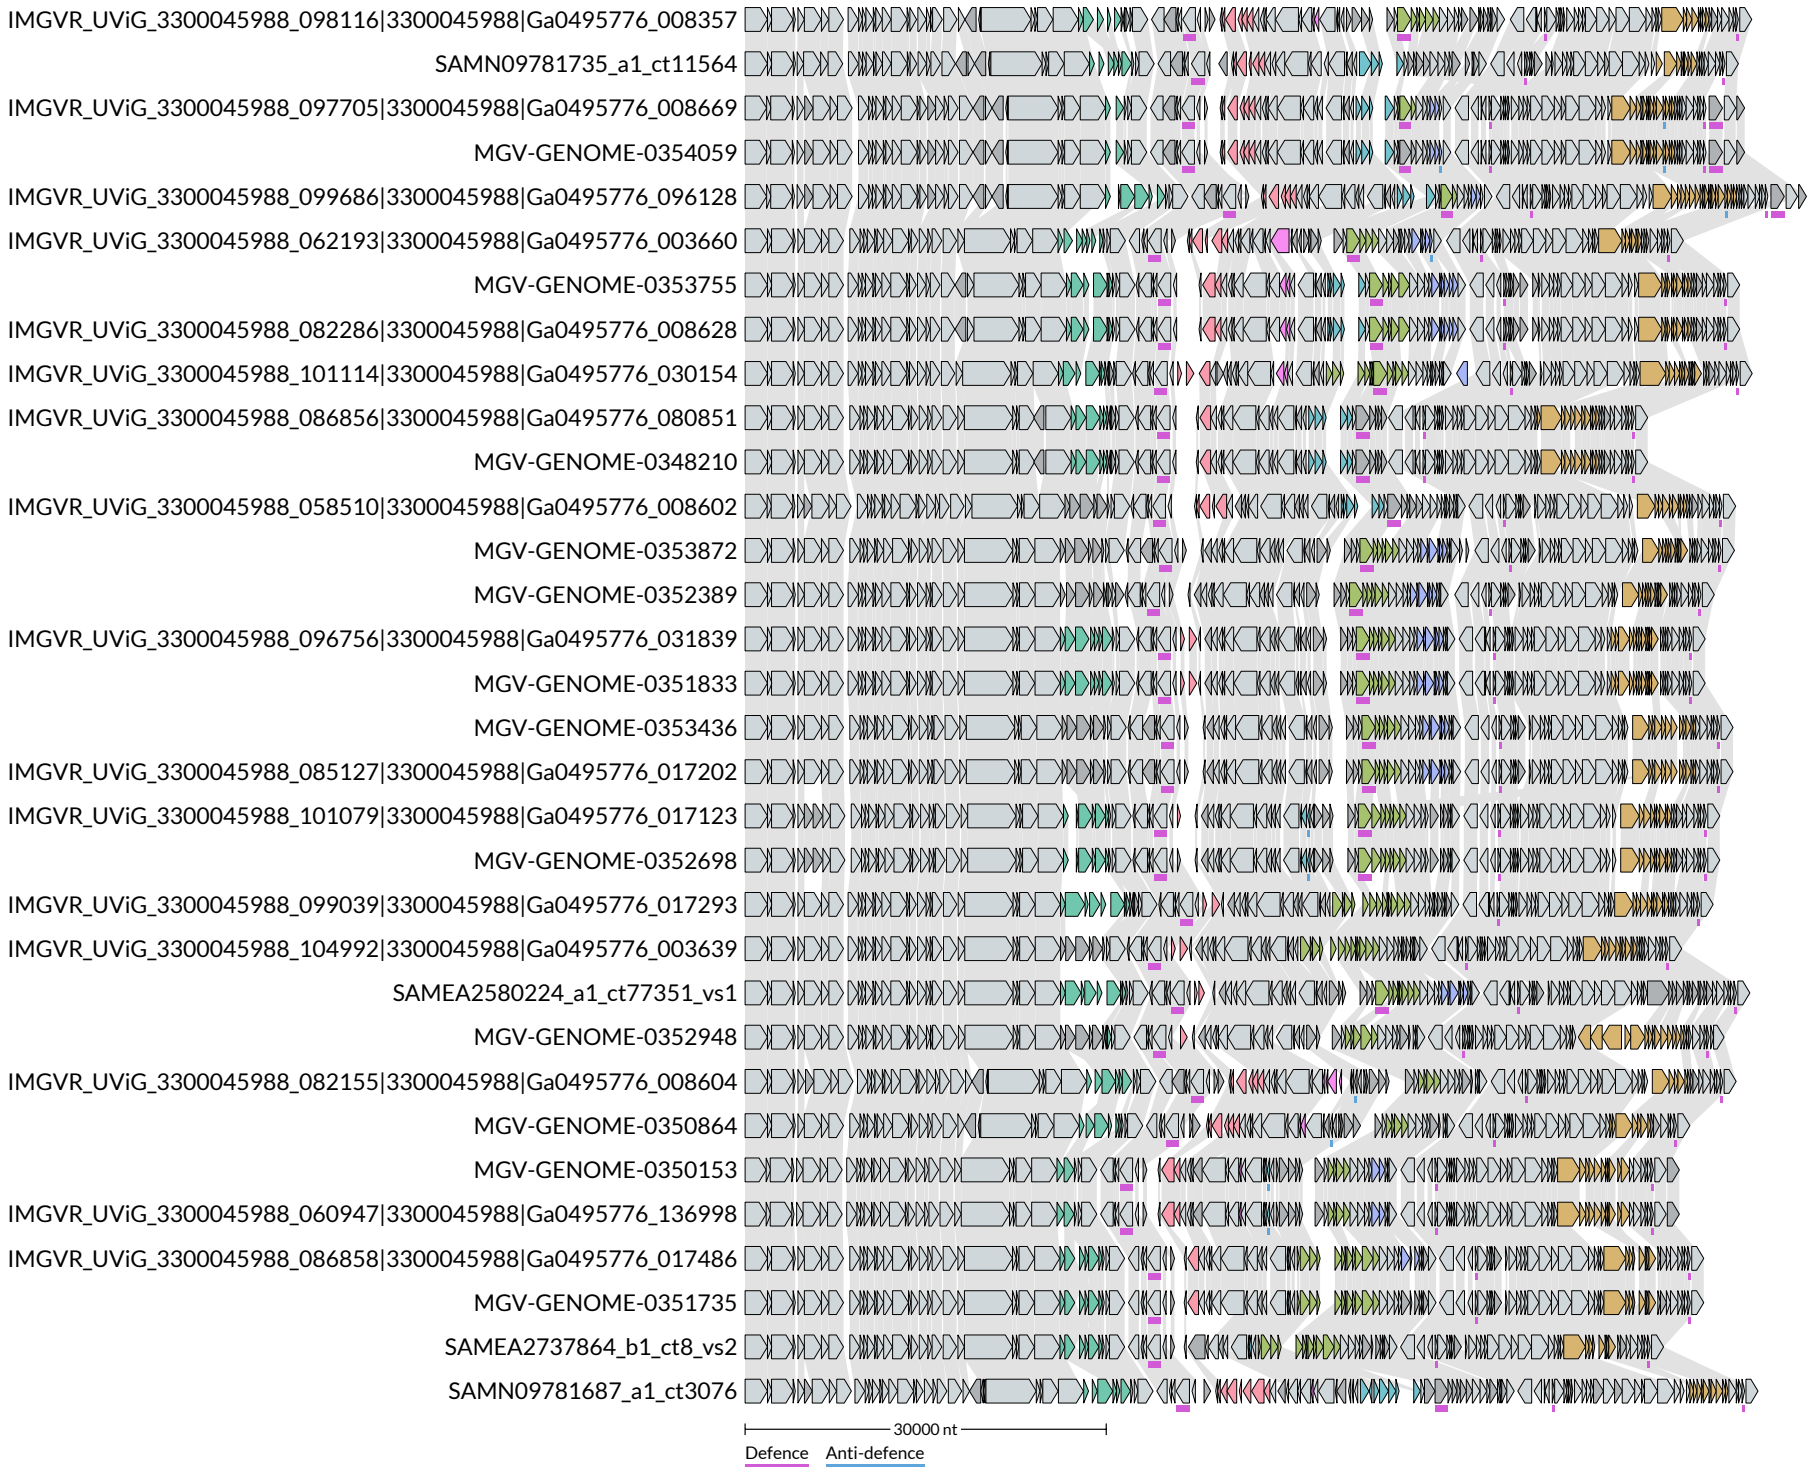 IMGVR_UViG_3300045988_098116|3300045988|Ga0495776_008357
SAMN09781735_a1_ct11564
IMGVR_UViG_3300045988_097705|3300045988|Ga0495776_008669
MGV-GENOME-0354059
IMGVR_UViG_3300045988_099686|3300045988|Ga0495776_096128
IMGVR_UViG_3300045988_062193|3300045988|Ga0495776_003660
MGV-GENOME-0353755
IMGVR_UViG_3300045988_082286|3300045988|Ga0495776_008628
IMGVR_UViG_3300045988_101114|3300045988|Ga0495776_030154
IMGVR_UViG_3300045988_086856|3300045988|Ga0495776_080851
MGV-GENOME-0348210
IMGVR_UViG_3300045988_058510|3300045988|Ga0495776_008602
MGV-GENOME-0353872
MGV-GENOME-0352389
IMGVR_UViG_3300045988_096756|3300045988|Ga0495776_031839
MGV-GENOME-0351833
MGV-GENOME-0353436
IMGVR_UViG_3300045988_085127|3300045988|Ga0495776_017202
IMGVR_UViG_3300045988_101079|3300045988|Ga0495776_017123
MGV-GENOME-0352698
IMGVR_UViG_3300045988_099039|3300045988|Ga0495776_017293
IMGVR_UViG_3300045988_104992|3300045988|Ga0495776_003639
SAMEA2580224_a1_ct77351_vs1
MGV-GENOME-0352948
IMGVR_UViG_3300045988_082155|3300045988|Ga0495776_008604
MGV-GENOME-0350864
MGV-GENOME-0350153
IMGVR_UViG_3300045988_060947|3300045988|Ga0495776_136998
IMGVR_UViG_3300045988_086858|3300045988|Ga0495776_017486
MGV-GENOME-0351735
SAMEA2737864_b1_ct8_vs2
SAMN09781687_a1_ct3076
30000 nt
Defence Anti-defence